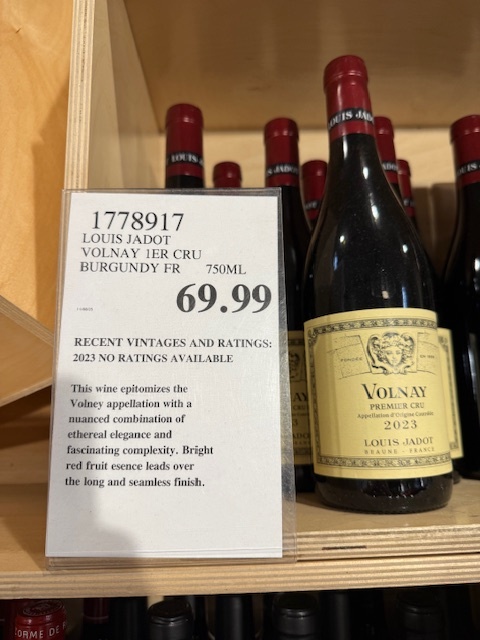 1778917
LOUIS JADOT
VOLNAY 1ER CRU
BURGUNDY FR 750ML
69.99
RECENT VINTAGES AND RATINGS:
2023 NO RATINGS AVAILABLE
This wine epitomizes the
Volney appellation with a
nuanced combination of
ethereal elegance and
fascinating complexity. Bright
red fruit esence leads over
the long and seamless finish.
LOUIS JADOT
VOLNAY
PREMIER CRU
Appellation d'Origine Contrôlée
2023
LOUIS JADOT
BEAUNE - FRANCE